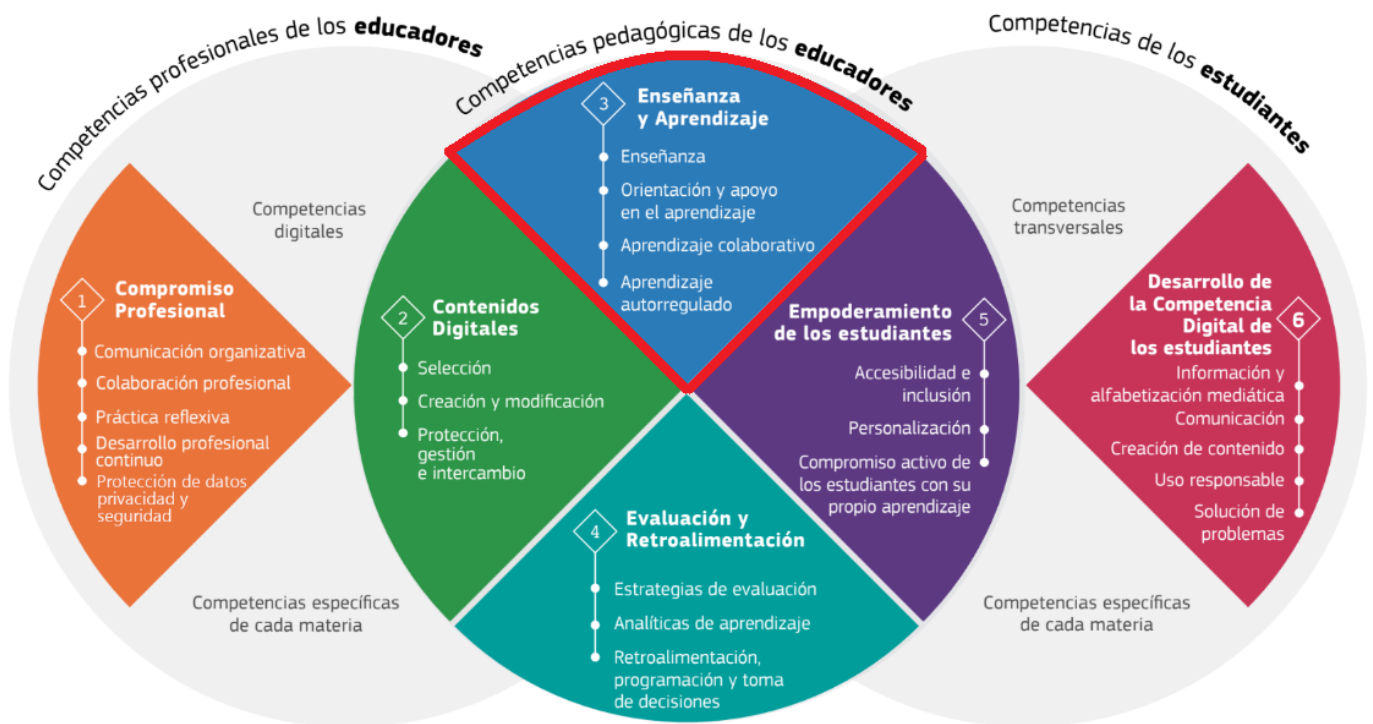 Competencias profesionales de los educadores
Competencias pedagógicas de los educadores
Competencias de los estudiantes
Competencias
digitales
1
Compromiso
Profesional
Comunicación organizativa
Colaboración profesional
Práctica reflexiva
Desarrollo profesional
continuo
Protección de datos
privacidad y
seguridad
Competencias específicas
de cada materia
2
Contenidos
Digitales
Selección
Creación y modificación
Protección,
gestión
e intercambio
3
Enseñanza
y Aprendizaje
Enseñanza
Orientación y apoyo
en el aprendizaje
Aprendizaje colaborativo
Aprendizaje
autorregulado
4
Evaluación y
Retroalimentación
Estrategias de evaluación
Analíticas de aprendizaje
Retroalimentación,
programación y toma
de decisiones
Empoderamiento
de los estudiantes
5
Accesibilidad e
inclusión
Personalización
Compromiso activo de
los estudiantes con su
propio aprendizaje
Competencias
transversales
Desarrollo de
la Competencia
Digital de
los estudiantes
6
Información y
alfabetización mediática
Comunicación
Creación de contenido
Uso responsable
Solución de
problemas
Competencias específicas
de cada materia